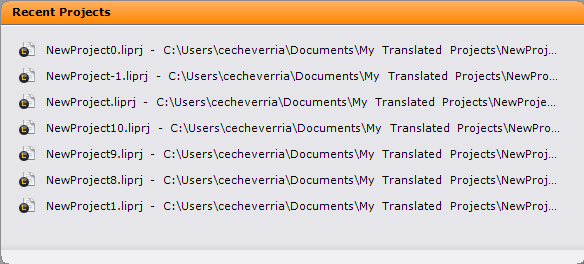 Recent Projects
NewProject0.liprj - C:\Users\cecheverria\Documents\My Translated Projects\NewProj...
NewProject-1.liprj - C:\Users\cecheverria\Documents\My Translated Projects\NewProj...
NewProject.liprj - C:\Users\cecheverria\Documents\My Translated Projects\NewProje...
NewProject10.liprj - C:\Users\cecheverria\Documents\My Translated Projects\NewPro...
NewProject9.liprj - C:\Users\cecheverria\Documents\My Translated Projects\NewProj...
NewProject8.liprj - C:\Users\cecheverria\Documents\My Translated Projects\NewProj...
NewProject1.liprj - C:\Users\cecheverria\Documents\My Translated Projects\NewProj...